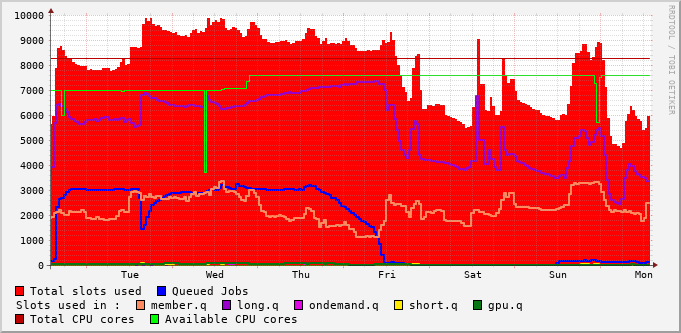 10000
9000
8000
7000
6000
5000
4000
3000
2000
1000
0
Tue Wed Thu Fri Sat Sun Mon
RRDTOOL / TOBI OETIKER
Total slots used Queued Jobs
Slots used in : member.q long.q ondemand.q short.q gpu.q
Total CPU cores Available CPU cores